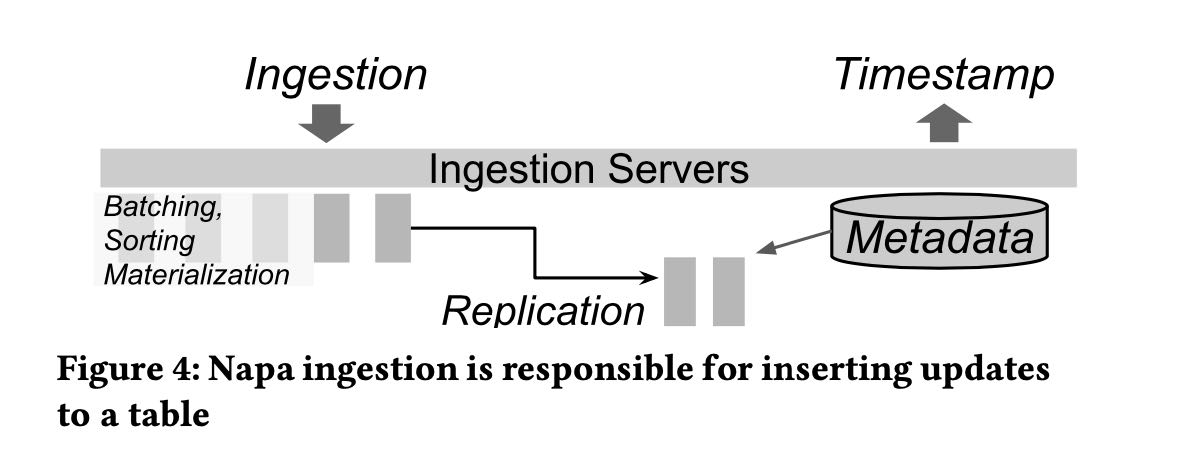 Ingestion
Timestamp
Ingestion Servers
Batching,
Sorting
Materialization
Metadata
Replication
Figure 4: Napa ingestion is responsible for inserting updates
to a table